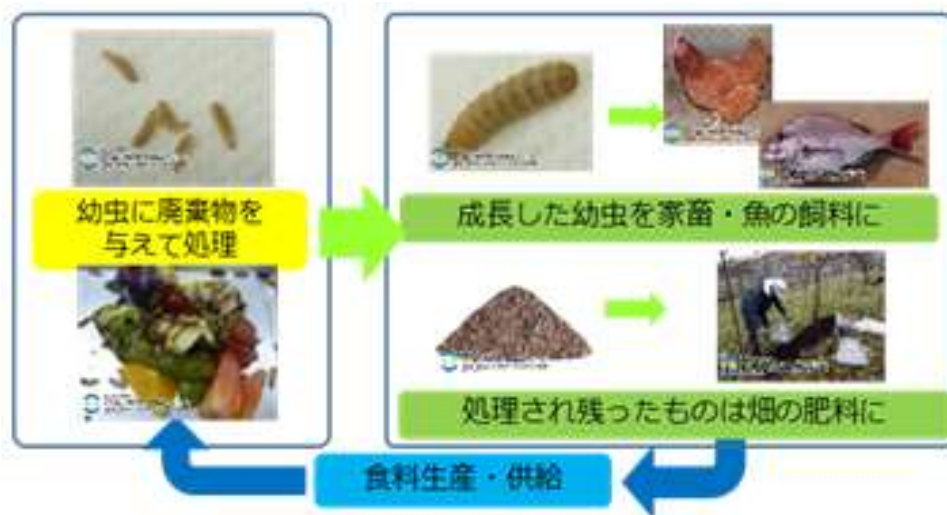 幼虫に廃棄物を
与えて処理
成長した幼虫を家畜・魚の飼料に
処理され残ったものは畑の肥料に
食料生産・供給